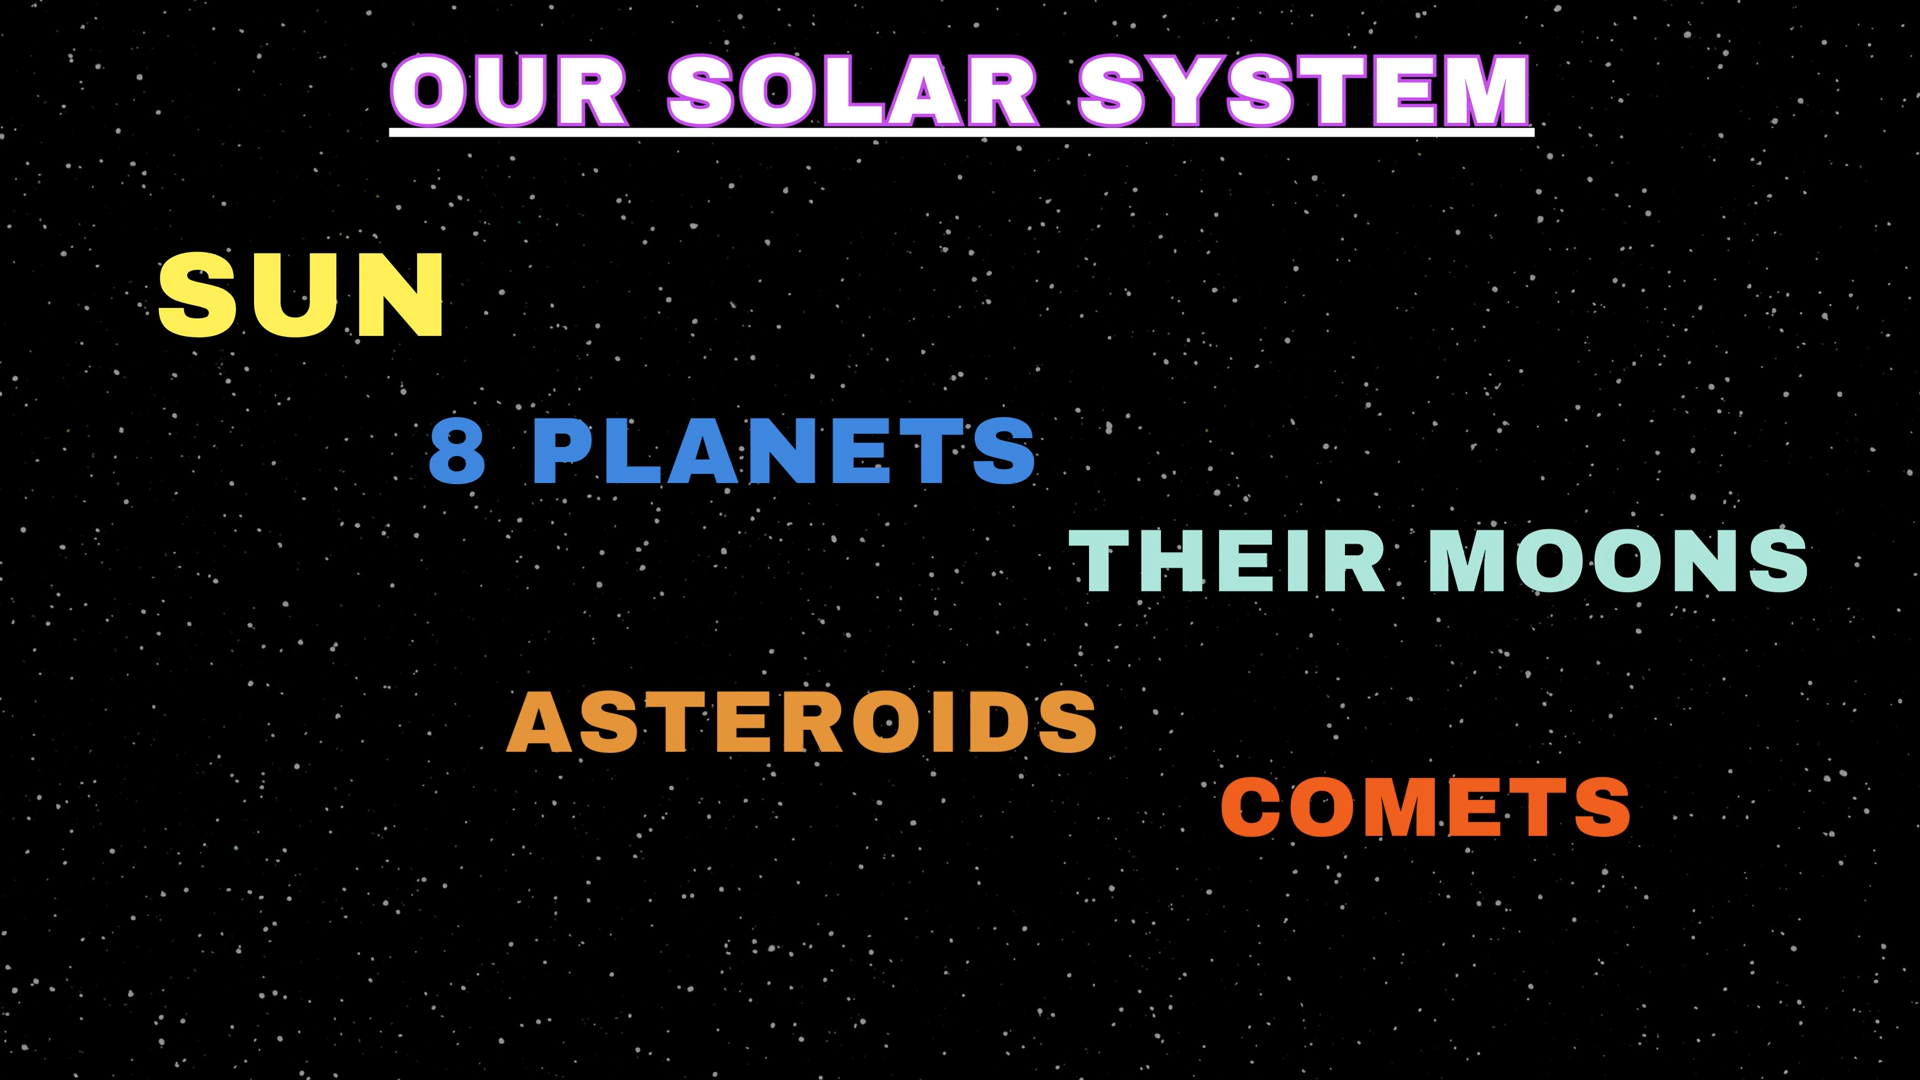 OUR SOLAR SYSTEM
SUN
8 PLANETS
THEIR MOONS
ASTEROIDS
COMETS